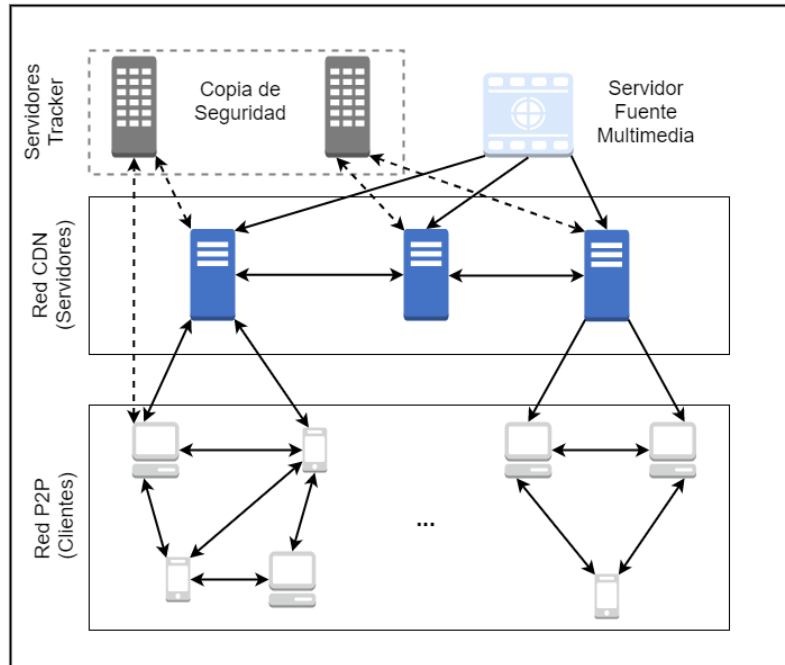 Servidores
Tracker
Copia de
Seguridad
Servidor
Fuente
Multimedia
Red CDN
(Servidores)
Red P2P
(Clientes)
...